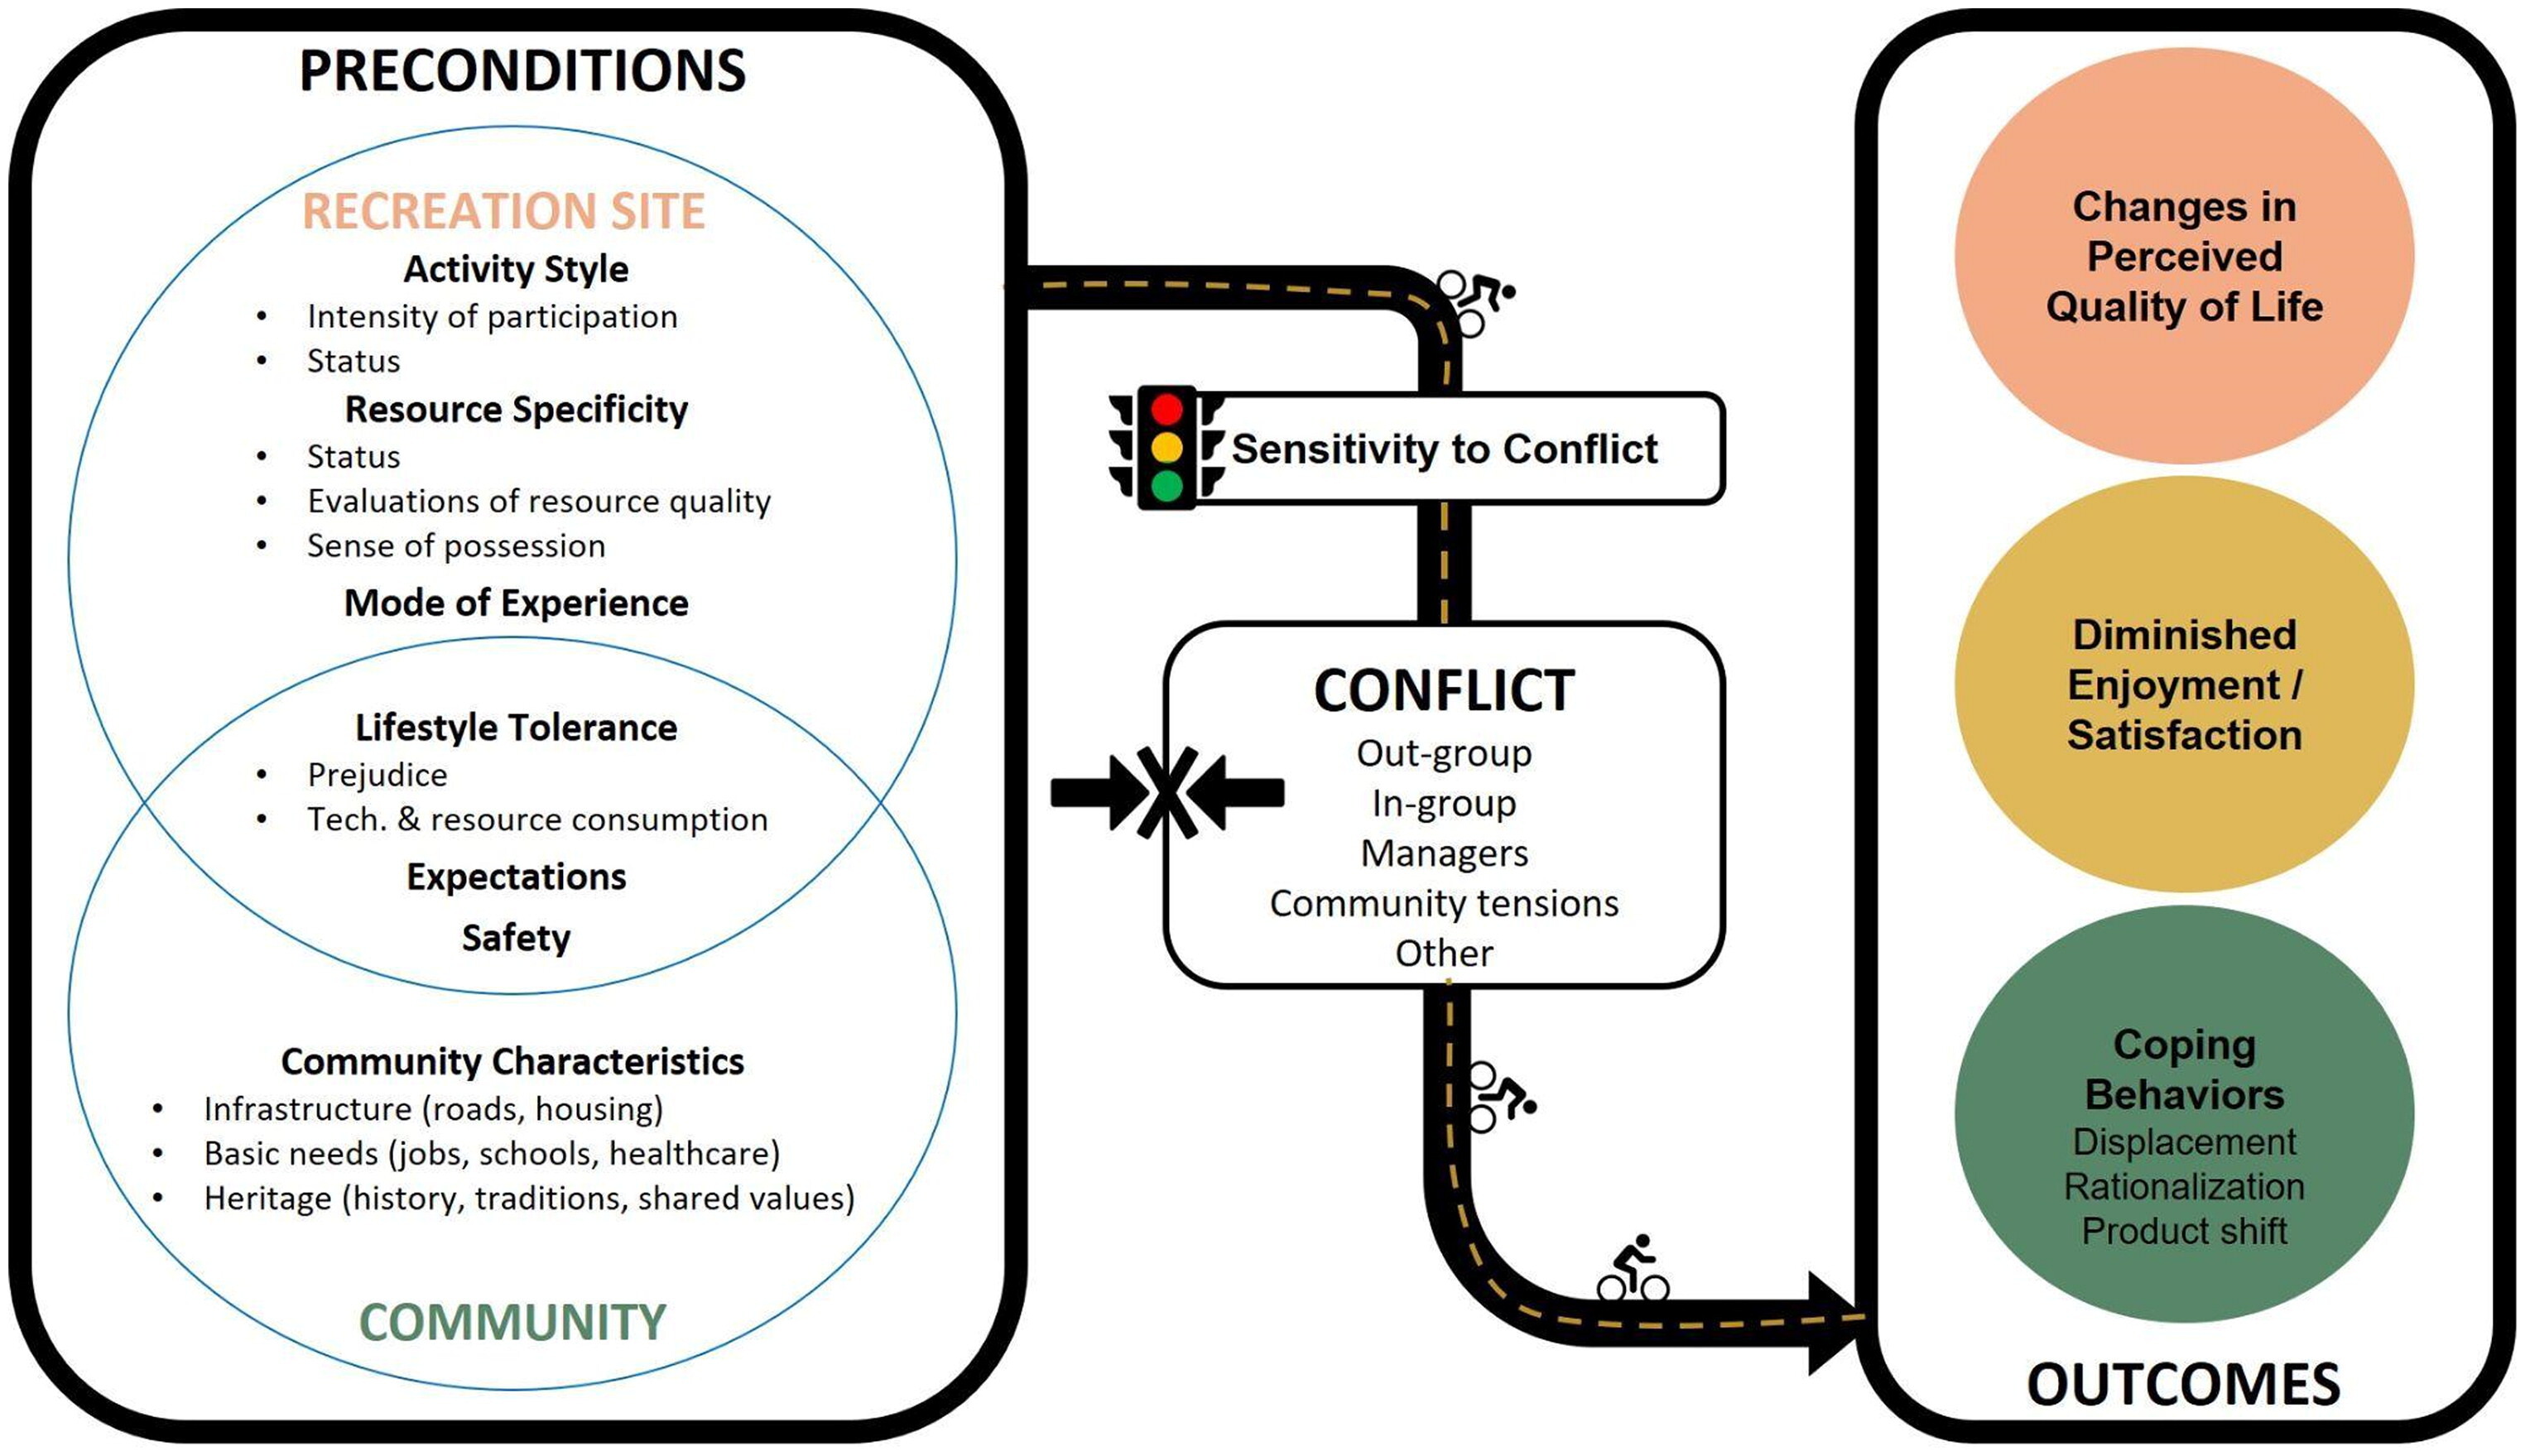 PRECONDITIONS
RECREATION SITE
Activity Style
• Intensity of participation
• Status
Resource Specificity
• Status
• Evaluations of resource quality
• Sense of possession
Mode of Experience
Lifestyle Tolerance
• Prejudice
• Tech. & resource consumption
Expectations
Safety
Community Characteristics
• Infrastructure (roads, housing)
• Basic needs (jobs, schools, healthcare)
• Heritage (history, traditions, shared values)
COMMUNITY
Sensitivity to Conflict
CONFLICT
Out-group
In-group
Managers
Community tensions
Other
Changes in
Perceived
Quality of Life
Diminished
Enjoyment /
Satisfaction
Coping
Behaviors
Displacement
Rationalization
Product shift
OUTCOMES